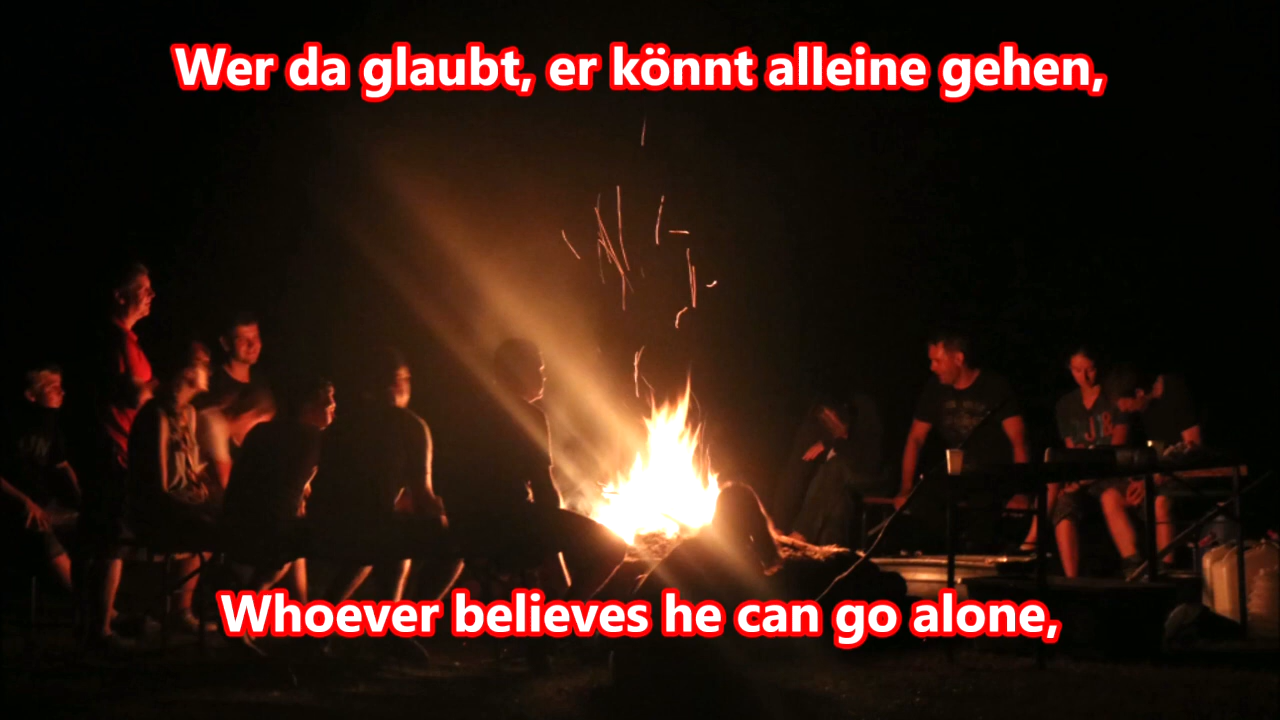 Wer da glaubt, er könnt alleine gehen,
Whoever believes he can go alone,